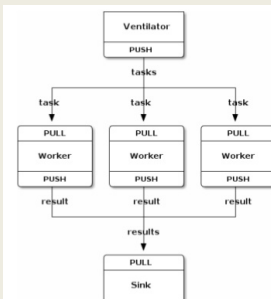 Ventilator
PUSH
tasks
task task task
PULL PULL PULL
Worker Worker Worker
PUSH PUSH PUSH
result result result
results
PULL
Sink